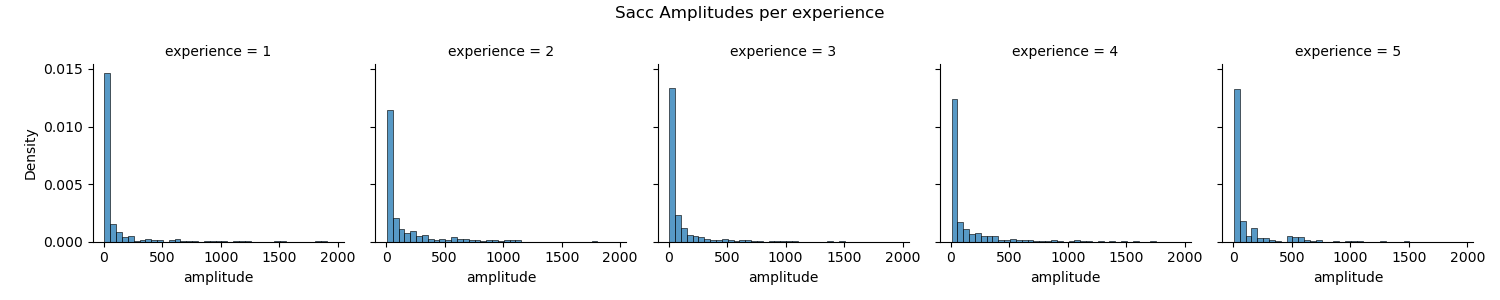 Sacc Amplitudes per experience
experience = 1
experience = 2
experience = 3
experience = 4
experience = 5
0.015
0.010
0.005
0.000
Density
0 500 1000 1500 2000
0 500 1000 1500 2000
0 500 1000 1500 2000
0 500 1000 1500 2000
0 500 1000 1500 2000
amplitude
amplitude
amplitude
amplitude
amplitude